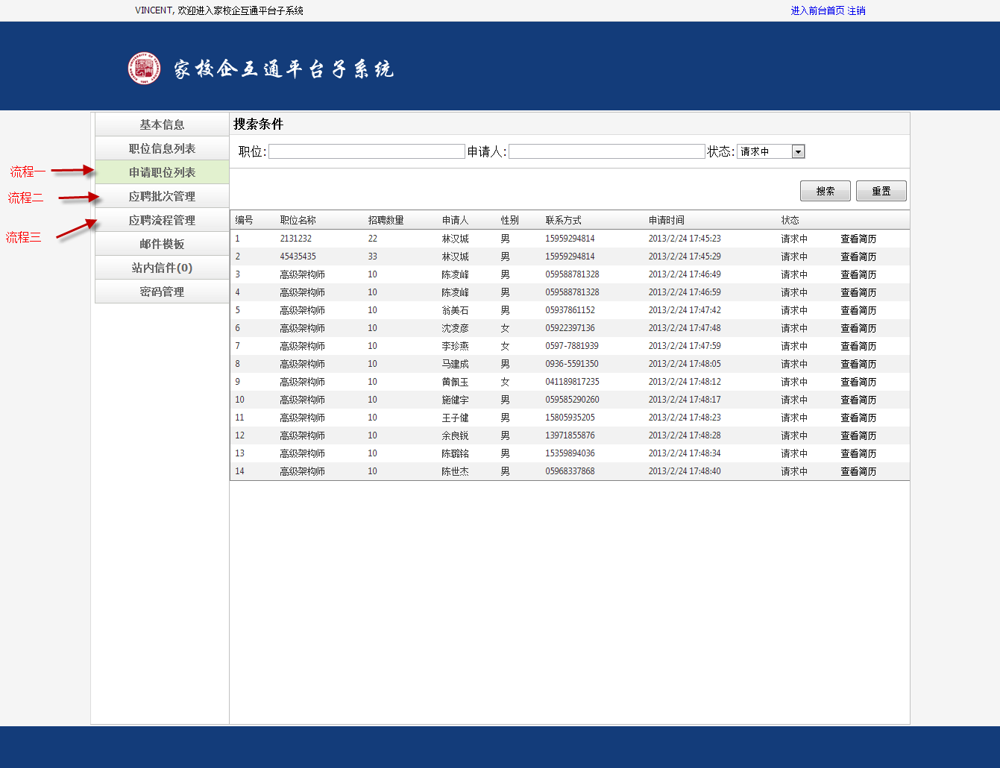 VINCENT, 欢迎进入家校企互通平台子系统 进入前台首页 注销
家校企互通平台子系统
基本信息
职位信息列表
申请职位列表
应聘批次管理
应聘流程管理
邮件模板
站内信件(0)
密码管理
流程一
流程二
流程三
搜索条件
职位: 申请人: 状态: 请求中
搜索 重置
编号 职位名称 招聘数量 申请人 性别 联系方式 申请时间 状态
1 2131232 22 林汉城 男 15959294814 2013/2/24 17:45:23 请求中 查看简历
2 45435435 33 林汉城 男 15959294814 2013/2/24 17:45:29 请求中 查看简历
3 高级架构师 10 陈凌峰 男 059588781328 2013/2/24 17:46:49 请求中 查看简历
4 高级架构师 10 陈凌峰 男 059588781328 2013/2/24 17:46:59 请求中 查看简历
5 高级架构师 10 翁美石 男 05937861152 2013/2/24 17:47:42 请求中 查看简历
6 高级架构师 10 沈凌彦 女 05922397136 2013/2/24 17:47:48 请求中 查看简历
7 高级架构师 10 李珍燕 女 0597-7881939 2013/2/24 17:47:59 请求中 查看简历
8 高级架构师 10 马建成 男 0936-5591350 2013/2/24 17:48:05 请求中 查看简历
9 高级架构师 10 黄佩玉 女 041189817235 2013/2/24 17:48:12 请求中 查看简历
10 高级架构师 10 施健宇 男 059585290260 2013/2/24 17:48:17 请求中 查看简历
11 高级架构师 10 王子健 男 15805935205 2013/2/24 17:48:23 请求中 查看简历
12 高级架构师 10 余良锐 男 13971855876 2013/2/24 17:48:28 请求中 查看简历
13 高级架构师 10 陈璐铭 男 15359894036 2013/2/24 17:48:34 请求中 查看简历
14 高级架构师 10 陈世杰 男 05968337868 2013/2/24 17:48:40 请求中 查看简历